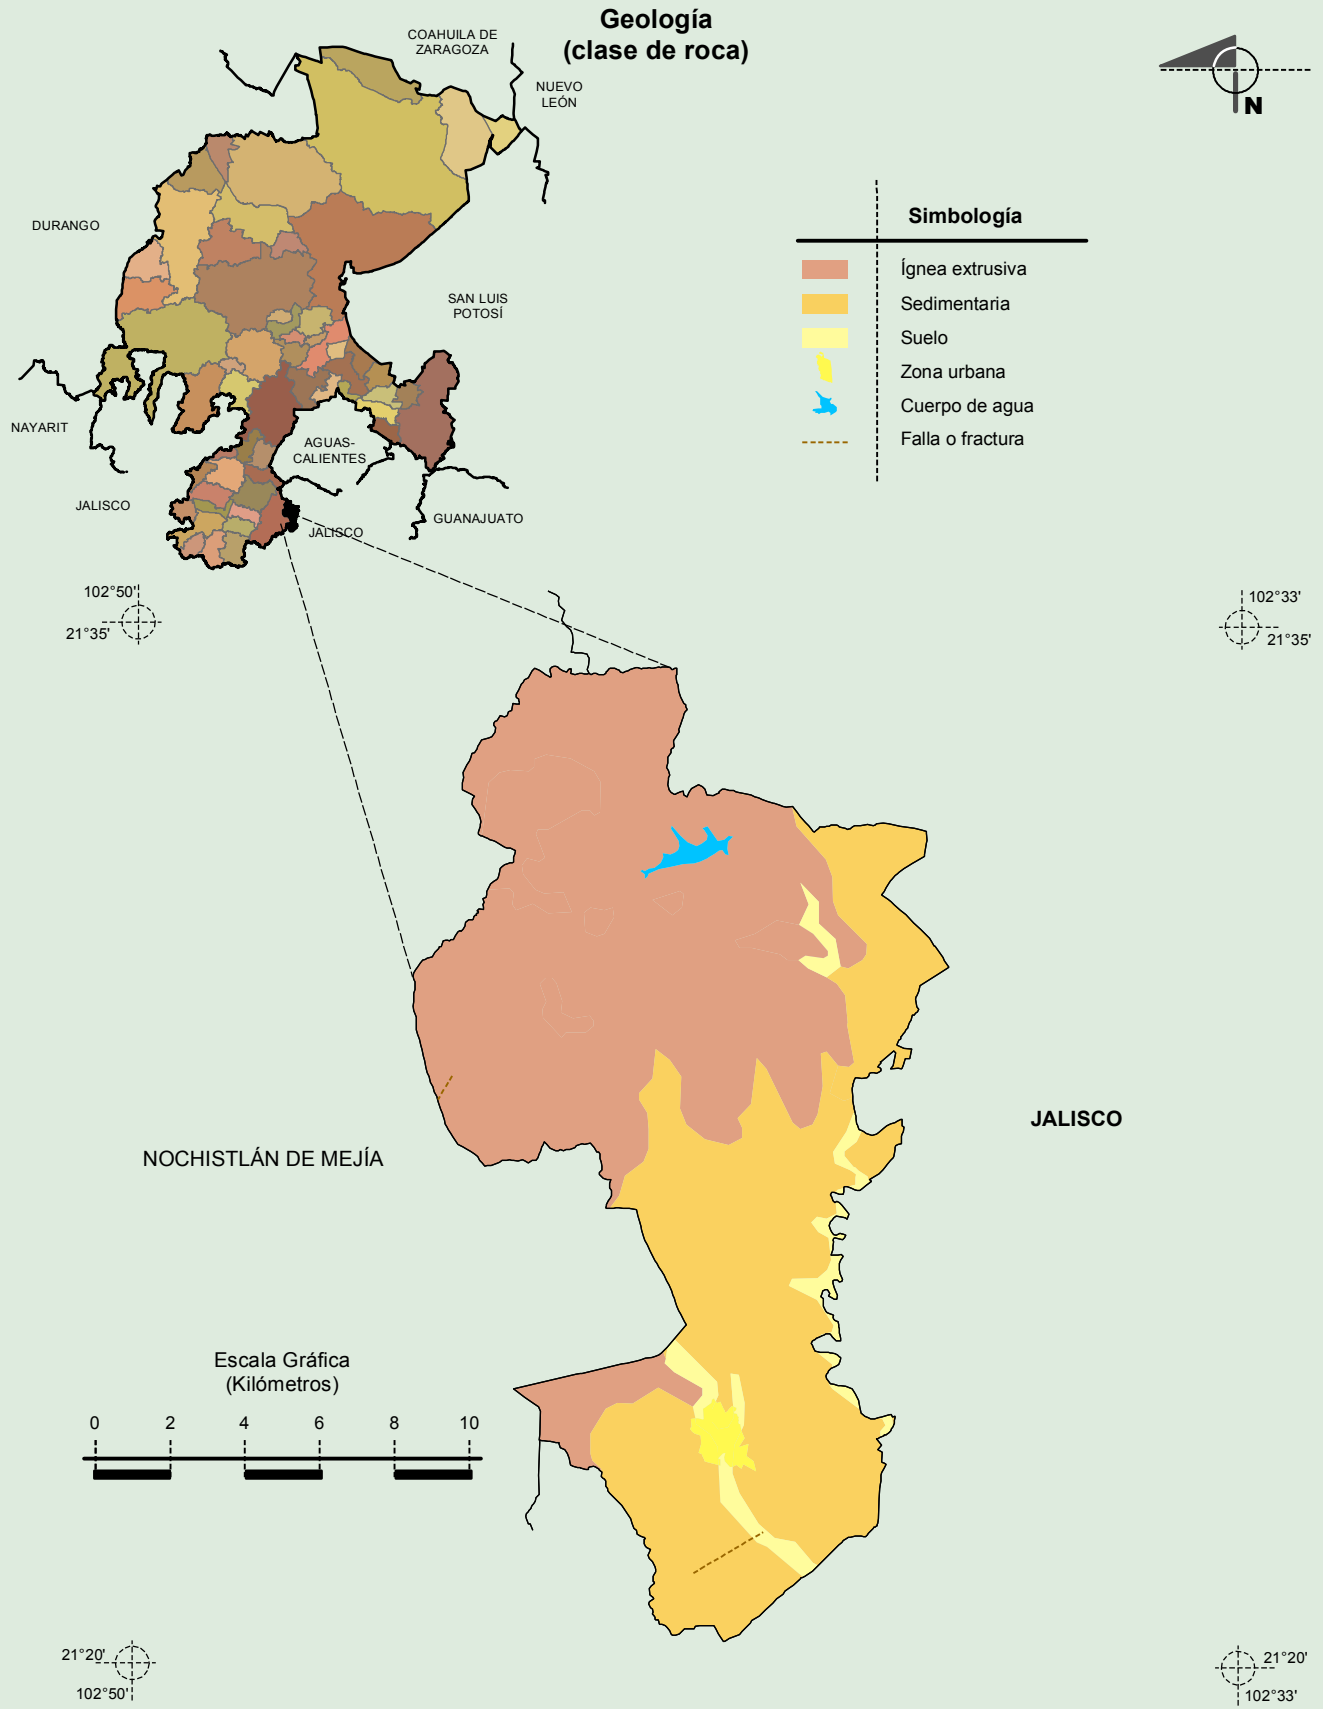 Geología
(clase de roca)
COAHUILA DE
ZARAGOZA
NUEVO
LEÓN
N
DURANGO
SAN LUIS
POTOSÍ
NAYARIT
AGUAS-
CALIENTES
JALISCO
GUANAJUATO
JALISCO
Simbología
Ígnea extrusiva
Sedimentaria
Suelo
Zona urbana
Cuerpo de agua
Falla o fractura
102°50'
21°35'
102°33'
21°35'
JALISCO
NOCHISTLÁN DE MEJÍA
Escala Gráfica
(Kilómetros)
0 2 4 6 8 10
21°20'
102°50'
21°20'
102°33'